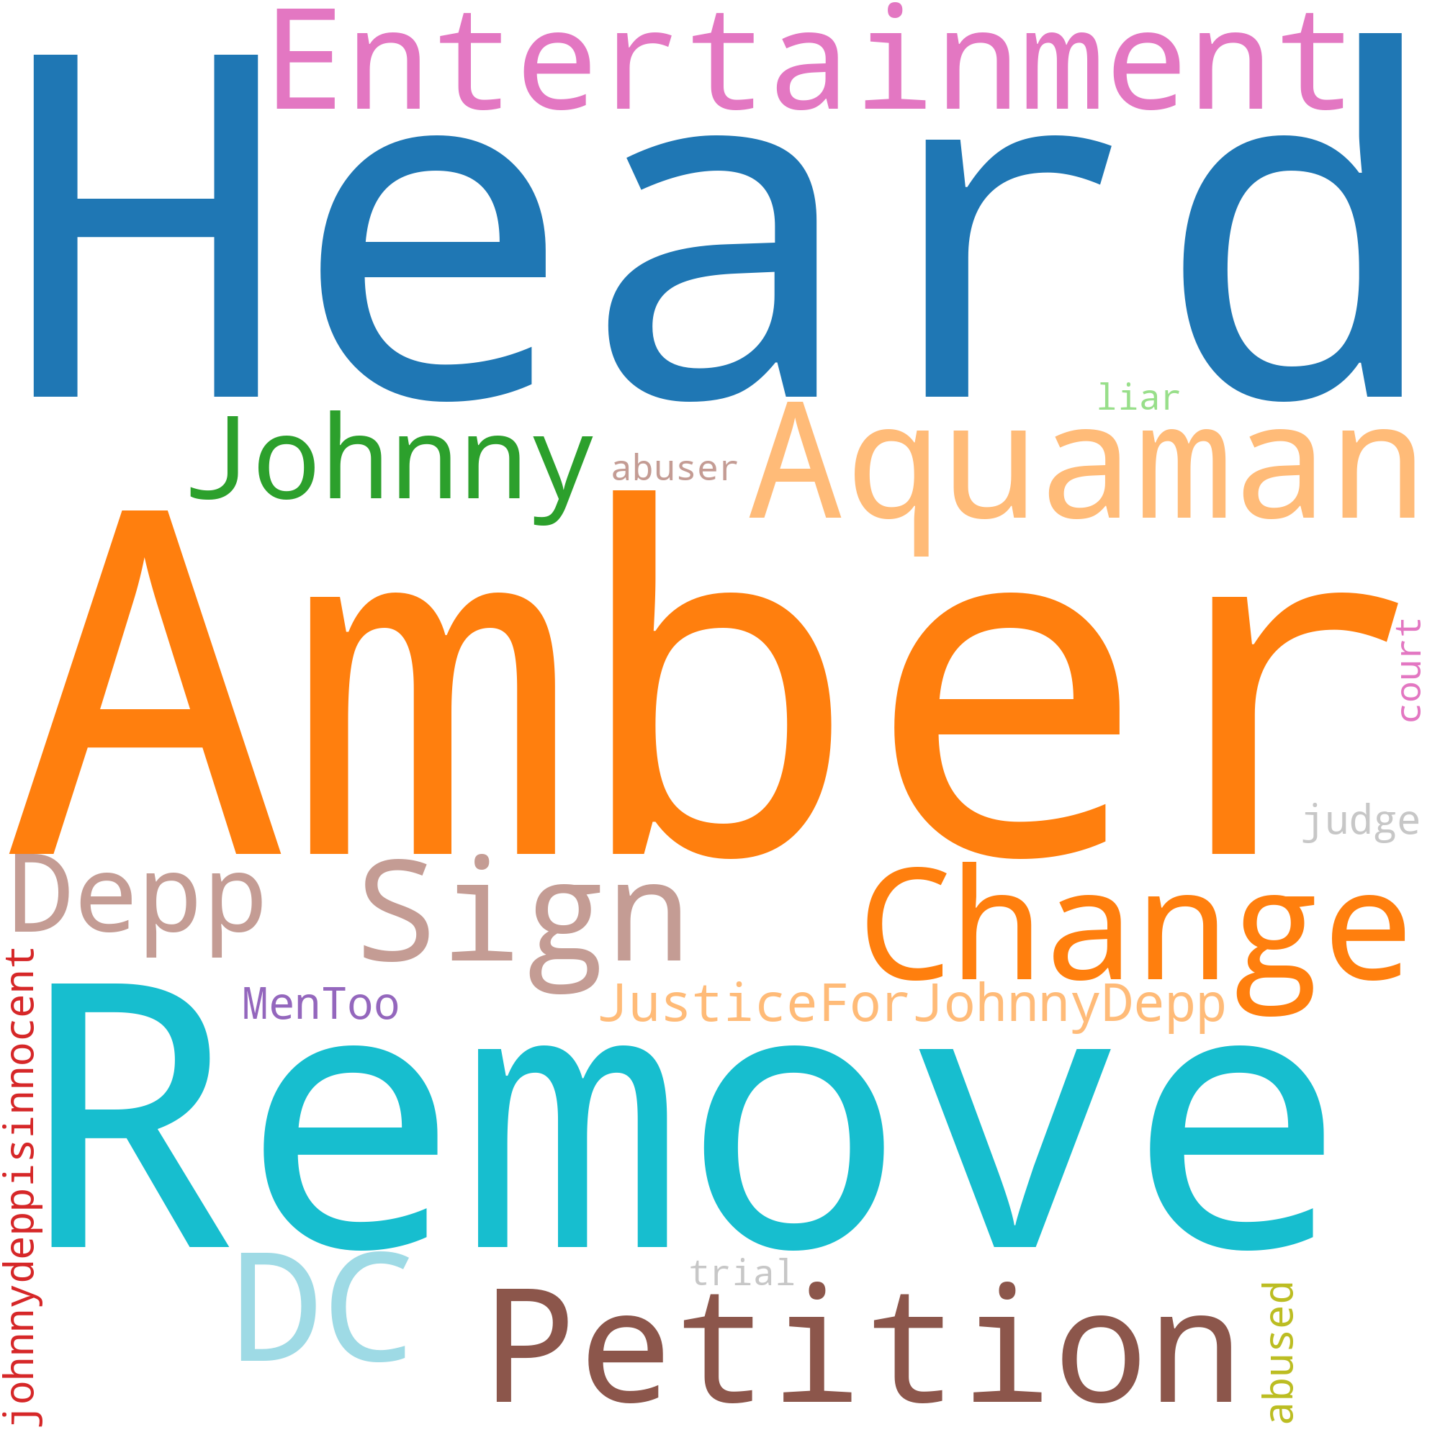 Entertainment
Heard
liar
Johnny
abuser
Aquaman
Amber
court
judge
Depp
Sign
Change
johnnydeppisinnocent
MenToo
JusticeForJohnnyDepp
Remove
DC
trial
Petition
abused